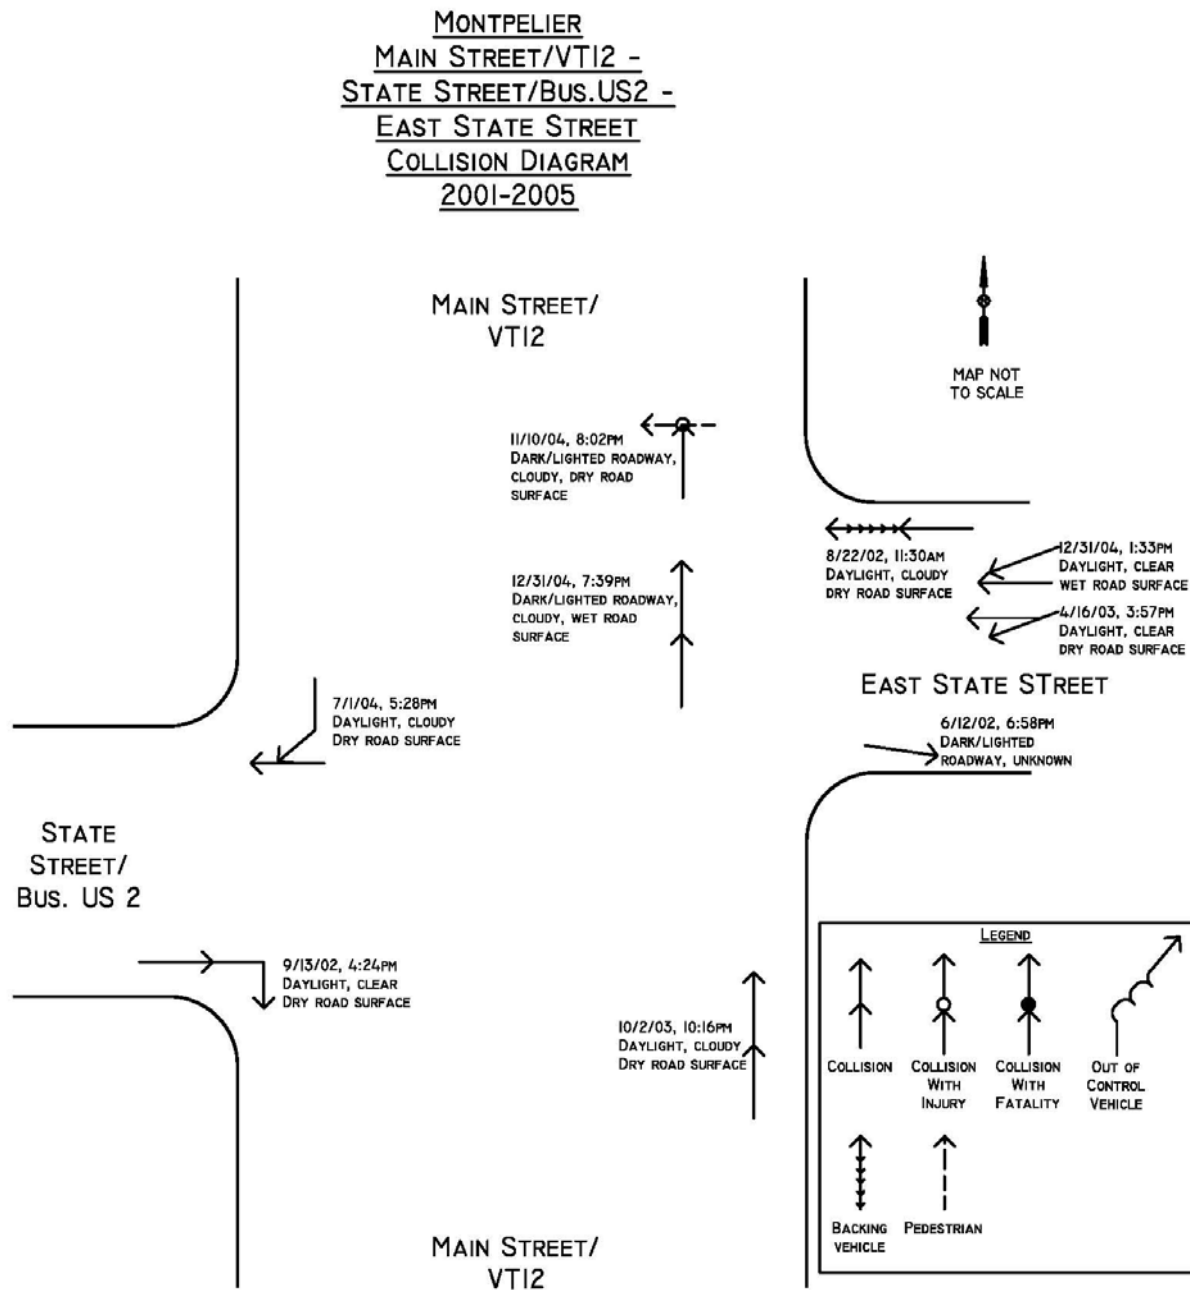 MONTPELIER
MAIN STREET/VT12 -
STATE STREET/BUS.US2 -
EAST STATE STREET
COLLISION DIAGRAM
2001-2005
MAIN STREET/
VT12
MAP NOT
TO SCALE
11/10/04, 8:02PM
DARK/LIGHTED ROADWAY,
CLOUDY, DRY ROAD
SURFACE
8/22/02, 11:30AM
DAYLIGHT, CLOUDY
DRY ROAD SURFACE
12/31/04, 1:33PM
DAYLIGHT, CLEAR
WET ROAD SURFACE
12/31/04, 7:39PM
DARK/LIGHTED ROADWAY,
CLOUDY, WET ROAD
SURFACE
4/16/03, 3:57PM
DAYLIGHT, CLEAR
DRY ROAD SURFACE
EAST STATE STREET
7/1/04, 5:28PM
DAYLIGHT, CLOUDY
DRY ROAD SURFACE
6/12/02, 6:58PM
DARK/LIGHTED
ROADWAY, UNKNOWN
STATE
STREET/
BUS. US 2
9/13/02, 4:24PM
DAYLIGHT, CLEAR
DRY ROAD SURFACE
10/2/03, 10:16PM
DAYLIGHT, CLOUDY
DRY ROAD SURFACE
LEGEND
COLLISION
COLLISION
WITH
INJURY
COLLISION
WITH
FATALITY
OUT OF
CONTROL
VEHICLE
BACKING
VEHICLE
PEDESTRIAN
MAIN STREET/
VT12